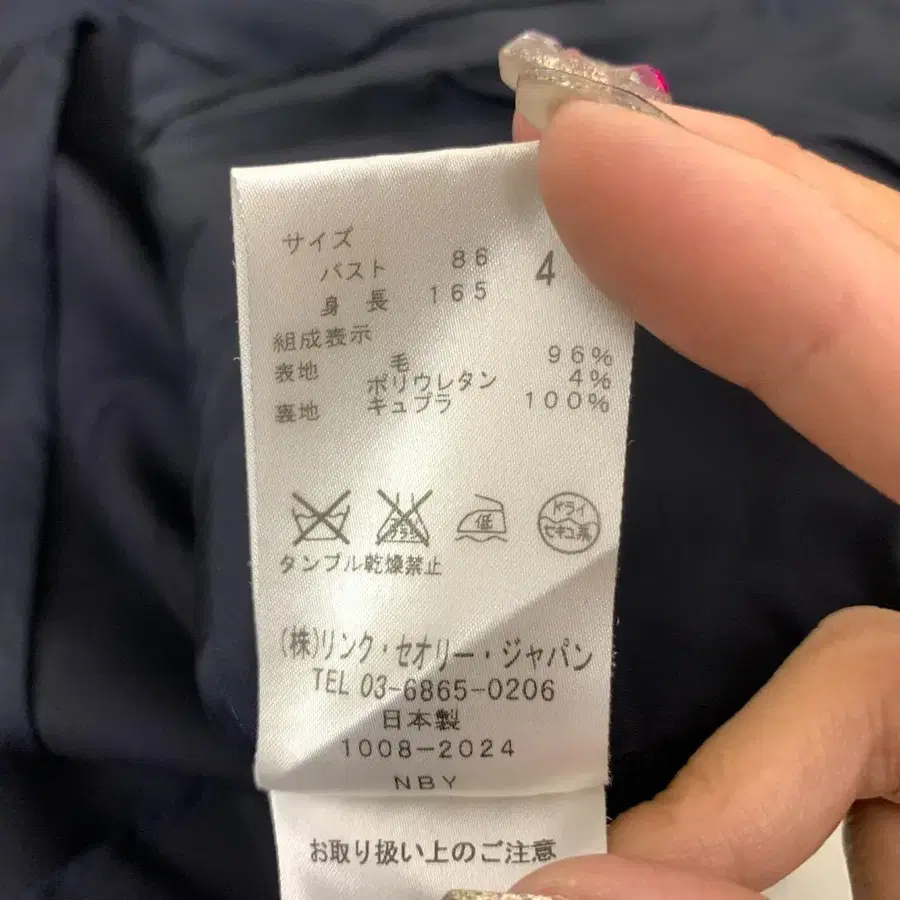 サイズ
バスト 86 4
身長 165
組成表示
表地 毛 96%
ポリウレタン 4%
裏地 キュプラ 100%
低
ドライ
セキユ系
タンブル乾燥禁止
(株)リンク・セオリー・ジャパン
TEL 03-6865-0206
日本製
1008-2024
NBY
お取り扱い上のご注意